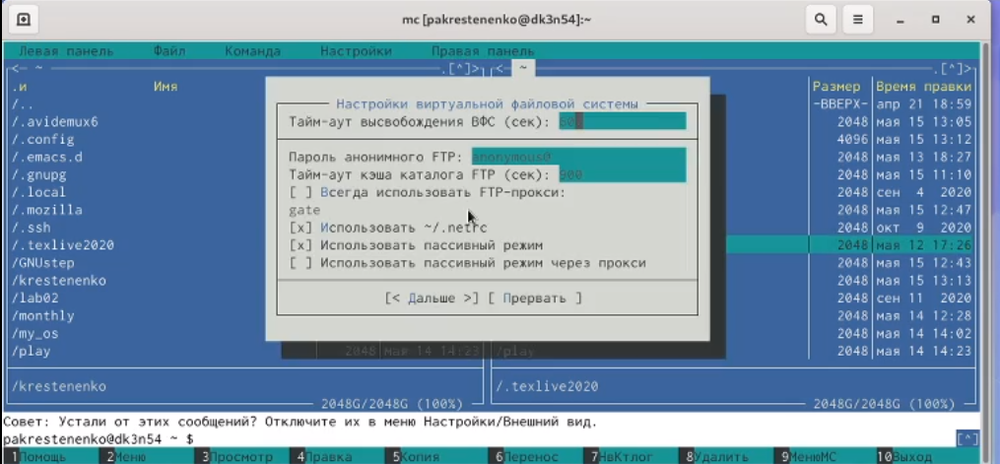 mc [pakrestenenko@dk3n54]:~
Левая панель Файл Команда Настройки Правая панель
<- ~ .[^]> <- ~ .[^]>
.и Имя Размер Время правки
/.. -ВВЕРХ- апр 21 18:59
/.avidemux6 2048 мая 15 13:05
/.config 4096 мая 15 13:12
/.emacs.d 2048 мая 13 18:27
/.gnupg 2048 мая 15 11:10
/.local 2048 сен 4 2020
/.mozilla 2048 мая 15 12:47
/.ssh 2048 окт 9 2020
/.texlive2020 2048 мая 12 17:26
/GNUstep 2048 мая 15 12:43
/krestenenko 2048 мая 15 13:13
/lab02 2048 сен 11 2020
/monthly 2048 мая 14 12:28
/my_os 2048 мая 14 14:02
/play 2048 мая 14 14:23 /play 2048 мая 14 14:23
Настройки виртуальной файловой системы
Тайм-аут высвобождения ВФС (сек): 60
Пароль анонимного FTP: anonymous@
Тайм-аут кэша каталога FTP (сек): 900
[ ] Всегда использовать FTP-прокси:
gate
[x] Использовать ~/.netrc
[x] Использовать пассивный режим
[ ] Использовать пассивный режим через прокси
[< Дальше >] [ Прервать ]
/krestenenko /.texlive2020
2048G/2048G (100%) 2048G/2048G (100%)
Совет: Устали от этих сообщений? Отключите их в меню Настройки/Внешний вид.
pakrestenenko@dk3n54 ~ $ [^]
1Помощь 2Меню 3Просмотр 4Правка 5Копия 6Перенос 7НвКтлог 8Удалить 9МенюМС 10Выход